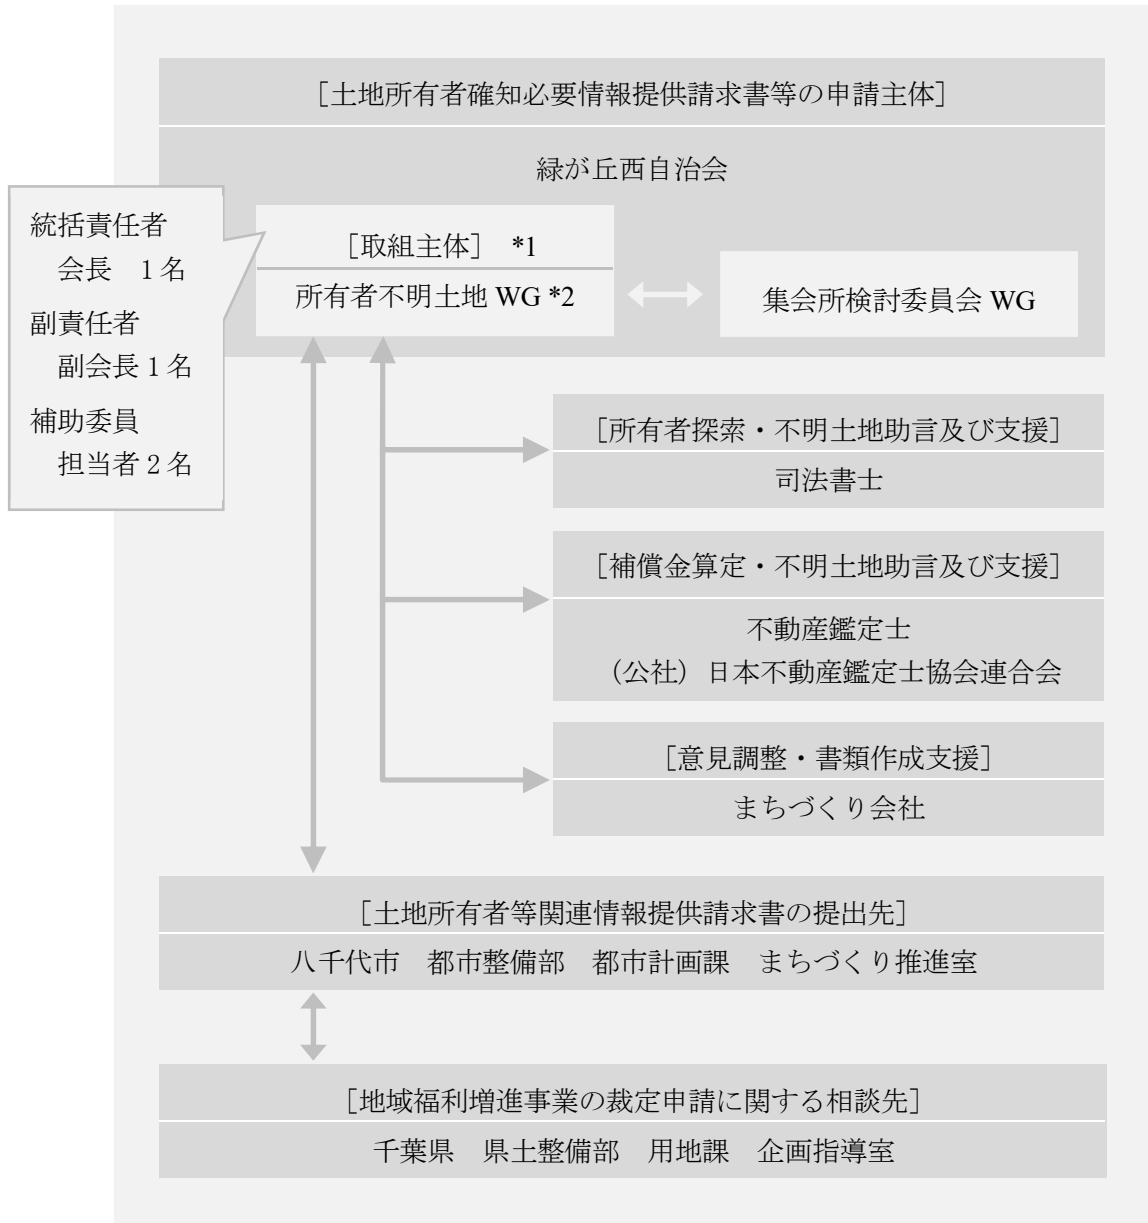 ［土地所有者確知必要情報提供請求書等の申請主体］
緑が丘西自治会
統括責任者
会長　1名
副責任者
副会長1名
補助委員
担当者2名
［取組主体］　*1
所有者不明土地 WG *2
集会所検討委員会 WG
［所有者探索・不明土地助言及び支援］
司法書士
［補償金算定・不明土地助言及び支援］
不動産鑑定士
（公社）日本不動産鑑定士協会連合会
［意見調整・書類作成支援］
まちづくり会社
［土地所有者等関連情報提供請求書の提出先］
八千代市　都市整備部　都市計画課　まちづくり推進室
［地域福利増進事業の裁定申請に関する相談先］
千葉県　県土整備部　用地課　企画指導室